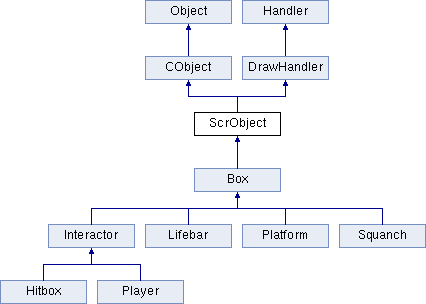 Object Handler
CObject DrawHandler
ScrObject
Box
Interactor Lifebar Platform Squanch
Hitbox Player